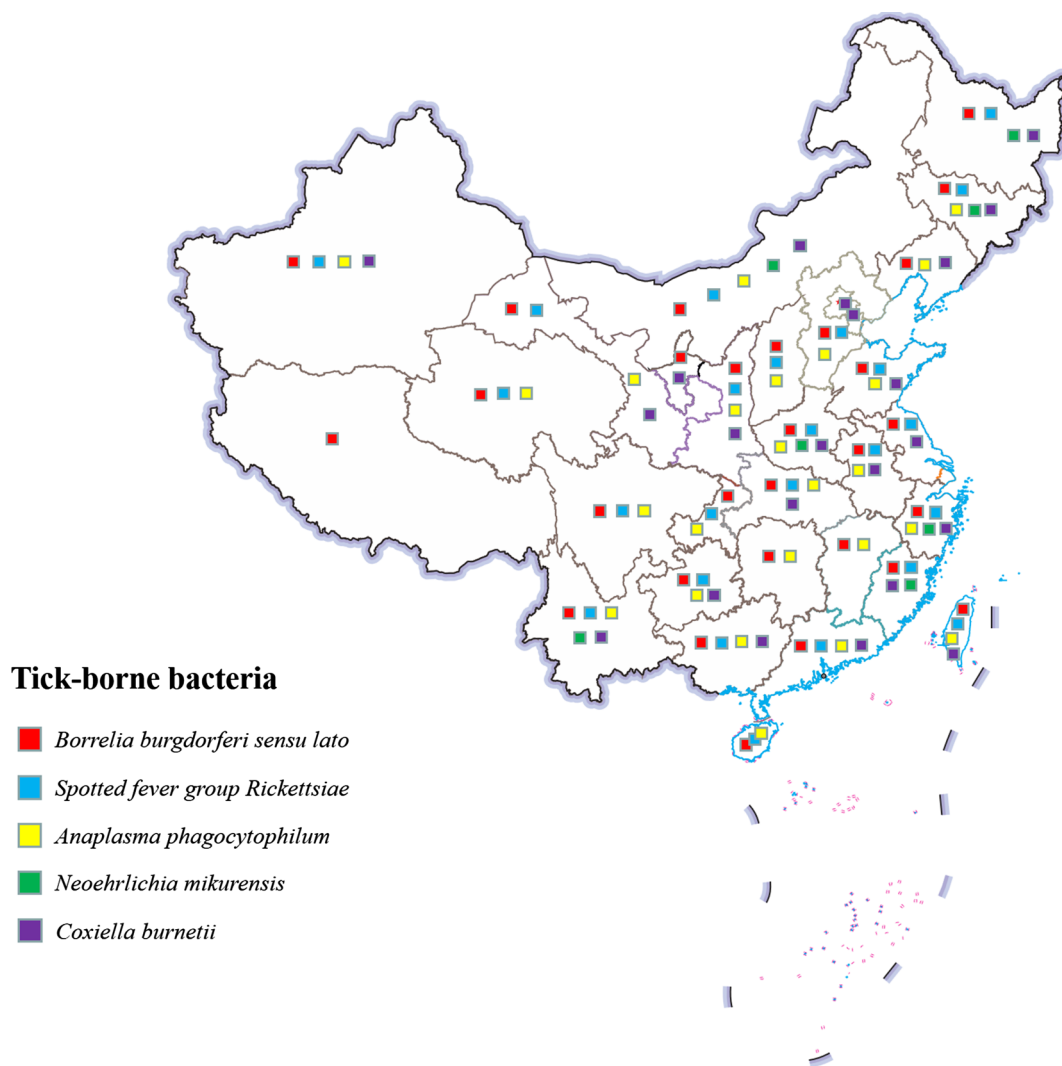 Tick-borne bacteria
Borrelia burgdorferi sensu lato
Spotted fever group Rickettsiae
Anaplasma phagocytophilum
Neoehrlichia mikurensis
Coxiella burnetii